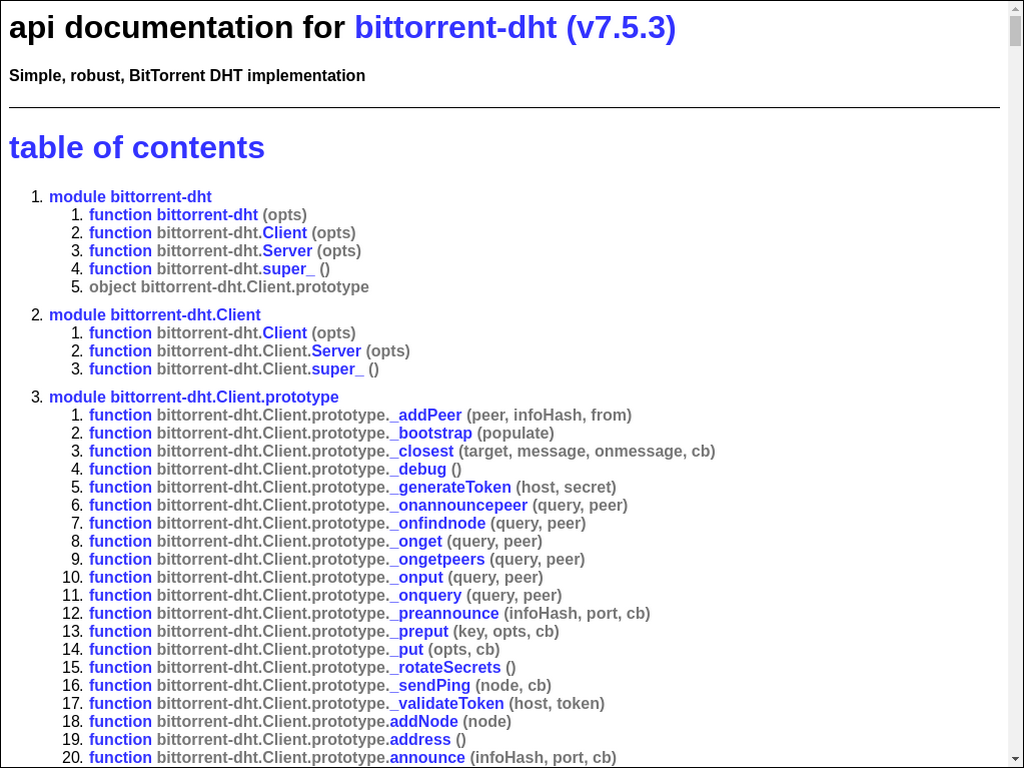 api documentation for bittorrent-dht (v7.5.3)
Simple, robust, BitTorrent DHT implementation
table of contents
1. module bittorrent-dht
1. function bittorrent-dht (opts)
2. function bittorrent-dht.Client (opts)
3. function bittorrent-dht.Server (opts)
4. function bittorrent-dht.super_ ()
5. object bittorrent-dht.Client.prototype
2. module bittorrent-dht.Client
1. function bittorrent-dht.Client (opts)
2. function bittorrent-dht.Client.Server (opts)
3. function bittorrent-dht.Client.super_ ()
3. module bittorrent-dht.Client.prototype
1. function bittorrent-dht.Client.prototype._addPeer (peer, infoHash, from)
2. function bittorrent-dht.Client.prototype._bootstrap (populate)
3. function bittorrent-dht.Client.prototype._closest (target, message, onmessage, cb)
4. function bittorrent-dht.Client.prototype._debug ()
5. function bittorrent-dht.Client.prototype._generateToken (host, secret)
6. function bittorrent-dht.Client.prototype._onannouncepeer (query, peer)
7. function bittorrent-dht.Client.prototype._onfindnode (query, peer)
8. function bittorrent-dht.Client.prototype._onget (query, peer)
9. function bittorrent-dht.Client.prototype._ongetpeers (query, peer)
10. function bittorrent-dht.Client.prototype._onput (query, peer)
11. function bittorrent-dht.Client.prototype._onquery (query, peer)
12. function bittorrent-dht.Client.prototype._preannounce (infoHash, port, cb)
13. function bittorrent-dht.Client.prototype._preput (key, opts, cb)
14. function bittorrent-dht.Client.prototype._put (opts, cb)
15. function bittorrent-dht.Client.prototype._rotateSecrets ()
16. function bittorrent-dht.Client.prototype._sendPing (node, cb)
17. function bittorrent-dht.Client.prototype._validateToken (host, token)
18. function bittorrent-dht.Client.prototype.addNode (node)
19. function bittorrent-dht.Client.prototype.address ()
20. function bittorrent-dht.Client.prototype.announce (infoHash, port, cb)